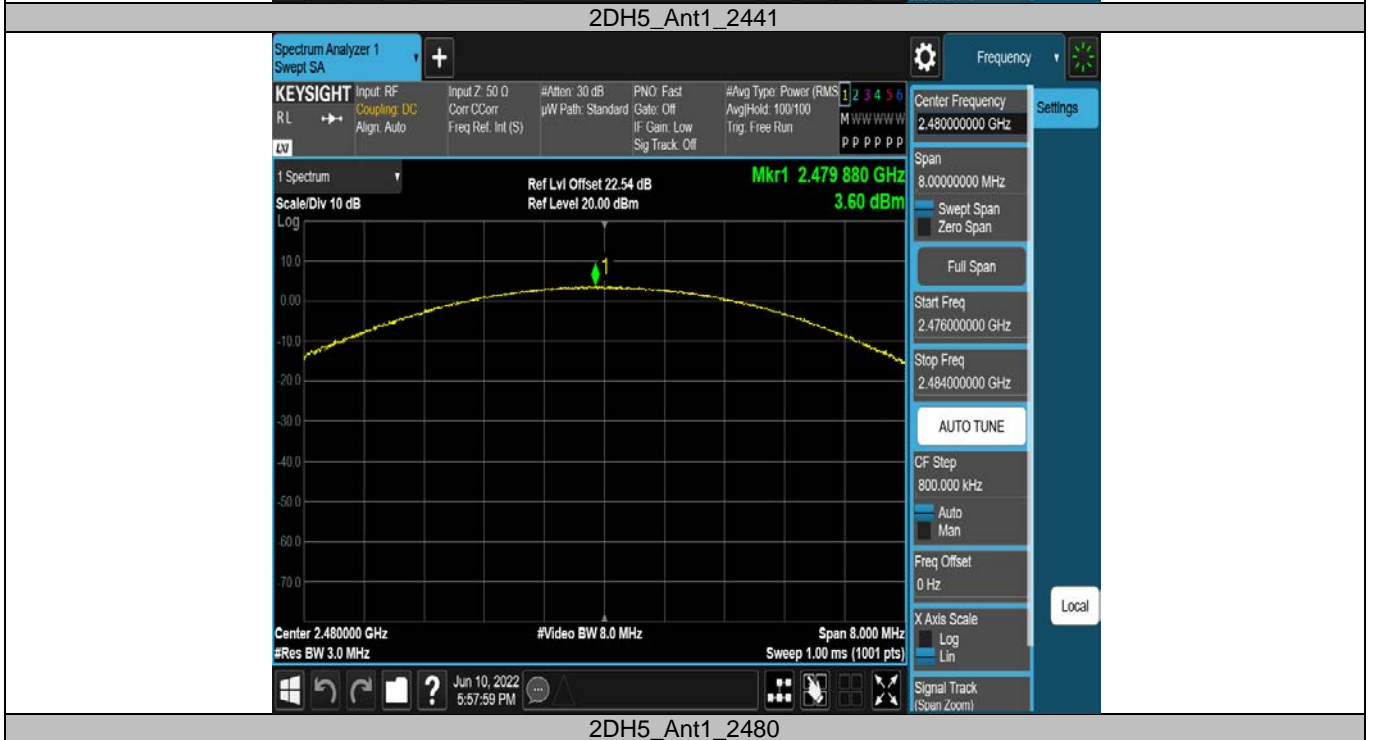 2DH5_Ant1_2441
Spectrum Analyzer 1
Swept SA
+
Frequency
KEYSIGHT
RL
Input: RF
Coupling: DC
Align: Auto
Input Z: 50 Ω
Corr CCorr
Freq Ref: Int (S)
#Atten: 30 dB
µW Path: Standard
PNO: Fast
Gate: Off
IF Gain: Low
Sig Track: Off
#Avg Type: Power (RMS
Avg|Hold: 100/100
Trig: Free Run
1 2 3 4 5 6
M W W W W W
P P P P P P
1 Spectrum
Scale/Div 10 dB
Log
Ref Lvl Offset 22.54 dB
Ref Level 20.00 dBm
Mkr1 2.479 880 GHz
3.60 dBm
1
10.0
0.00
-10.0
-20.0
-30.0
-40.0
-50.0
-60.0
-70.0
Center 2.480000 GHz
#Res BW 3.0 MHz
#Video BW 8.0 MHz
Span 8.000 MHz
Sweep 1.00 ms (1001 pts)
Center Frequency
2.480000000 GHz
Settings
Span
8.00000000 MHz
Swept Span
Zero Span
Full Span
Start Freq
2.476000000 GHz
Stop Freq
2.484000000 GHz
AUTO TUNE
CF Step
800.000 kHz
Auto
Man
Freq Offset
0 Hz
Local
X Axis Scale
Log
Lin
Signal Track
(Span Zoom)
?
Jun 10, 2022
5:57:59 PM
2DH5_Ant1_2480